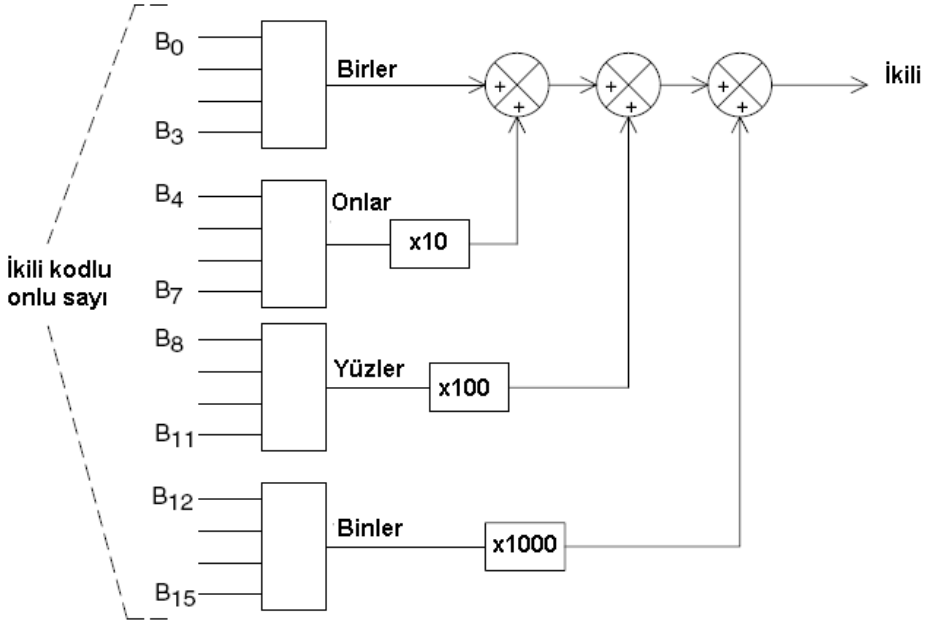 B0
Birler
İkili
B3
B4
Onlar
x10
İkili kodlu
onlu sayı
B7
B8
Yüzler
x100
B11
B12
Binler
x1000
B15
+
+
+
+
+
+